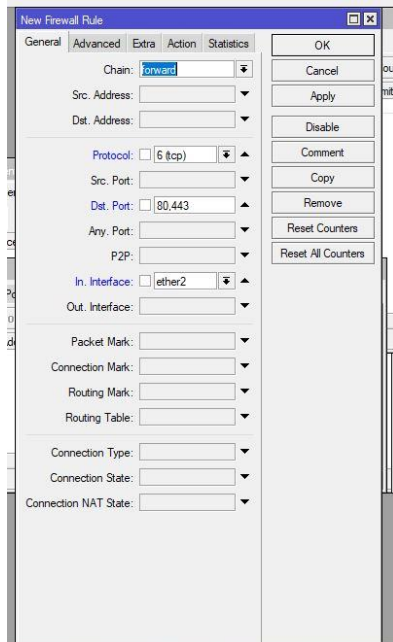 New Firewall Rule
General Advanced Extra Action Statistics
Chain: forward
Src. Address:
Dst. Address:
Protocol: 6 (tcp)
Src. Port:
Dst. Port: 80,443
Any. Port:
P2P:
In. Interface: ether2
Out. Interface:
Packet Mark:
Connection Mark:
Routing Mark:
Routing Table:
Connection Type:
Connection State:
Connection NAT State:
OK
Cancel
Apply
Disable
Comment
Copy
Remove
Reset Counters
Reset All Counters